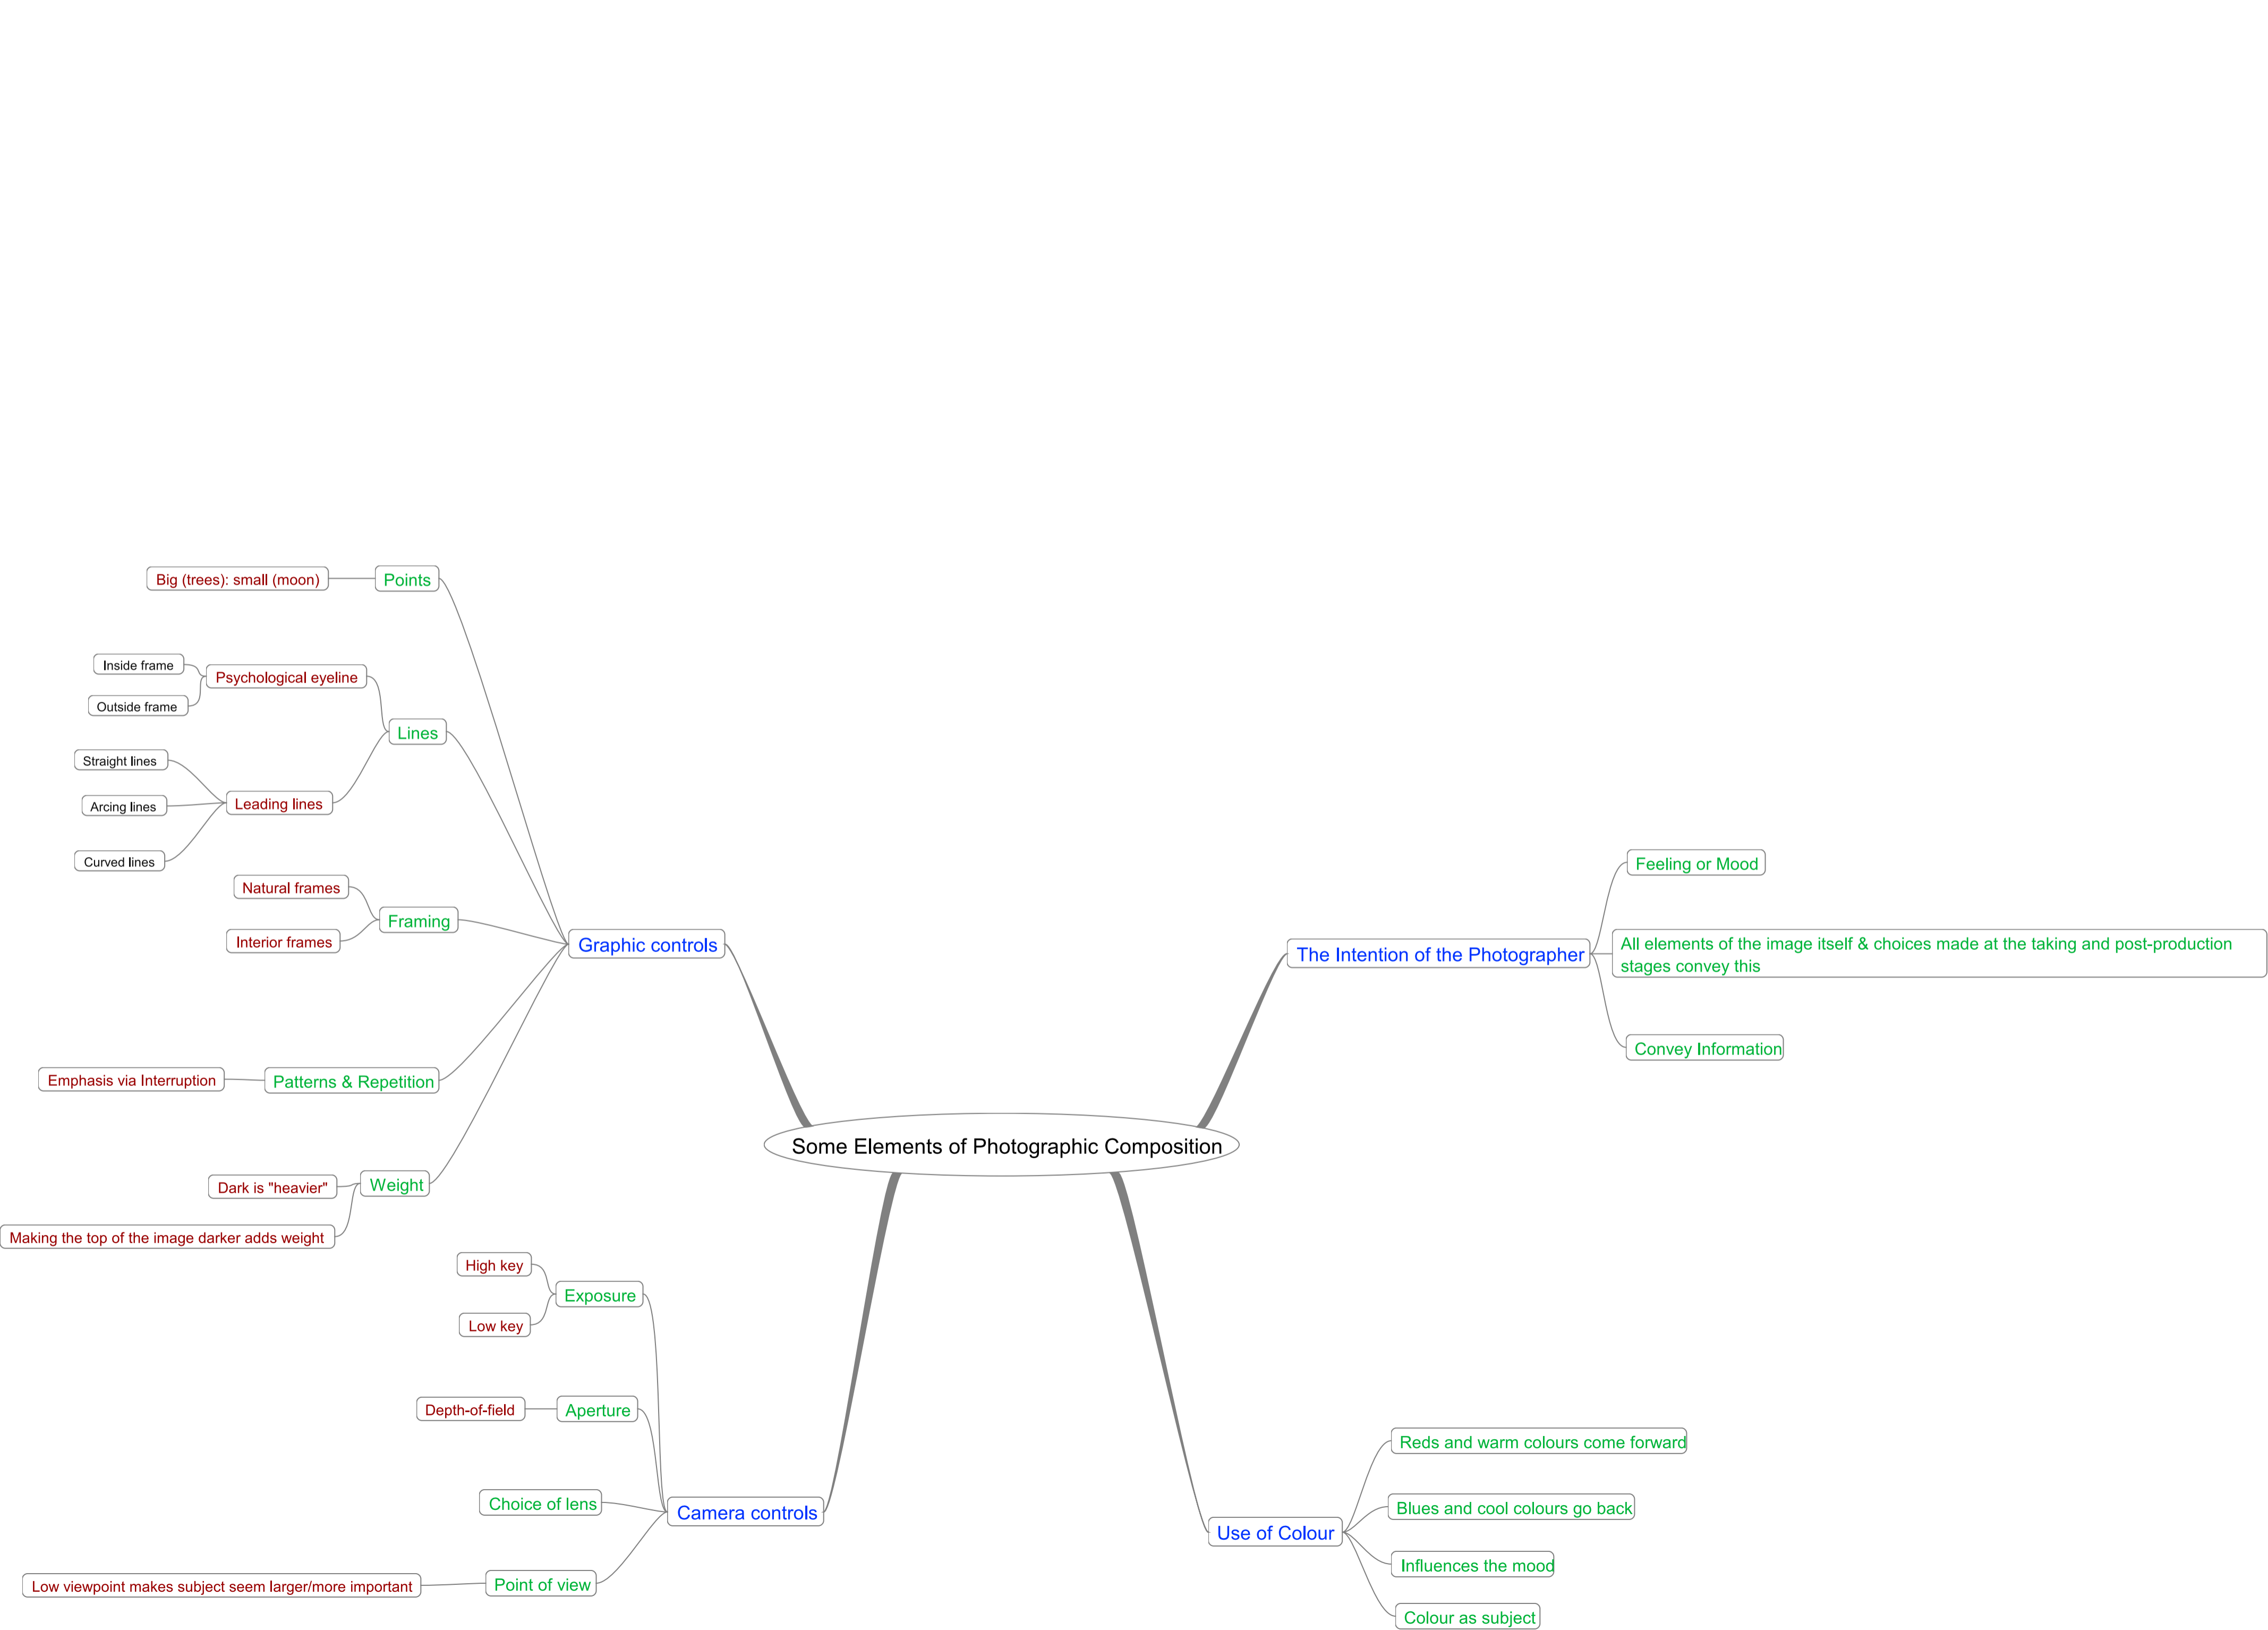 Some Elements of Photographic Composition
Graphic controls
Points
Big (trees): small (moon)
Lines
Psychological eyeline
Inside frame
Outside frame
Leading lines
Straight lines
Arcing lines
Curved lines
Framing
Natural frames
Interior frames
Patterns & Repetition
Emphasis via Interruption
Weight
Dark is "heavier"
Making the top of the image darker adds weight
Camera controls
Exposure
High key
Low key
Aperture
Depth-of-field
Choice of lens
Point of view
Low viewpoint makes subject seem larger/more important
The Intention of the Photographer
Feeling or Mood
All elements of the image itself & choices made at the taking and post-production
stages convey this
Convey Information
Use of Colour
Reds and warm colours come forward
Blues and cool colours go back
Influences the mood
Colour as subject